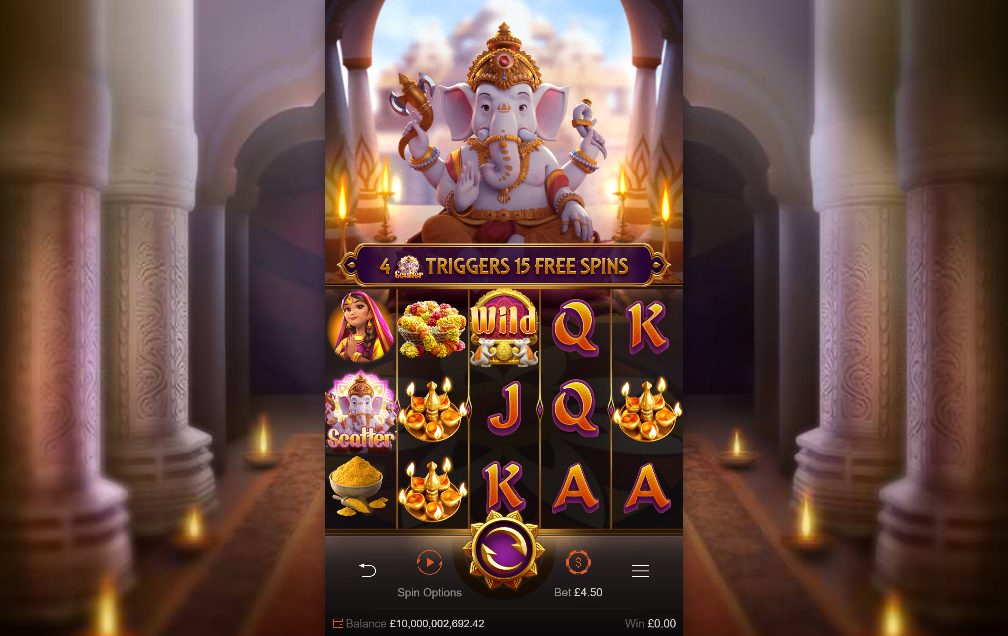 4 Scatter TRIGGERS 15 FREE SPINS
Wild Q K
Scatter J Q
K A A
Spin Options
Bet £4.50
Balance £10,000,002,692.42
Win £0.00